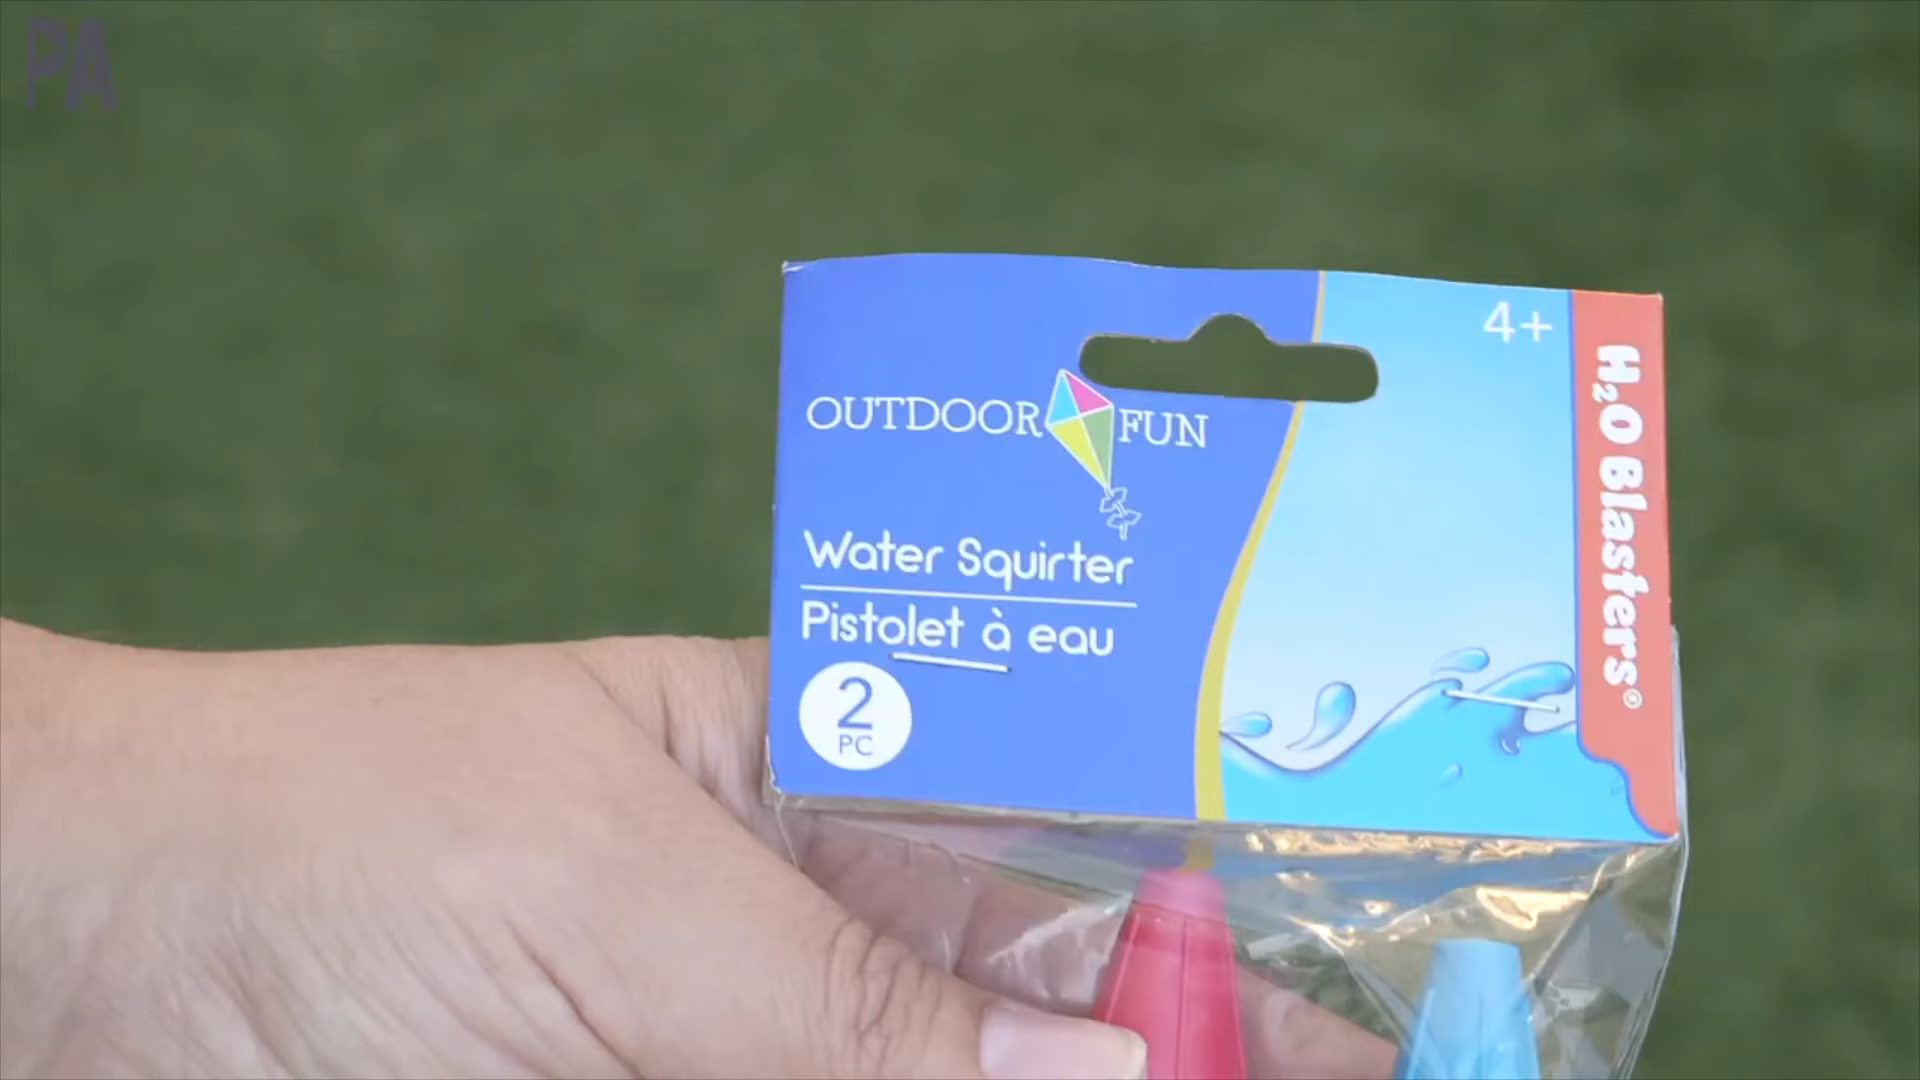 PA
OUTDOOR FUN
4+
H₂O Blasters®
Water Squirter
Pistolet à eau
2
PC